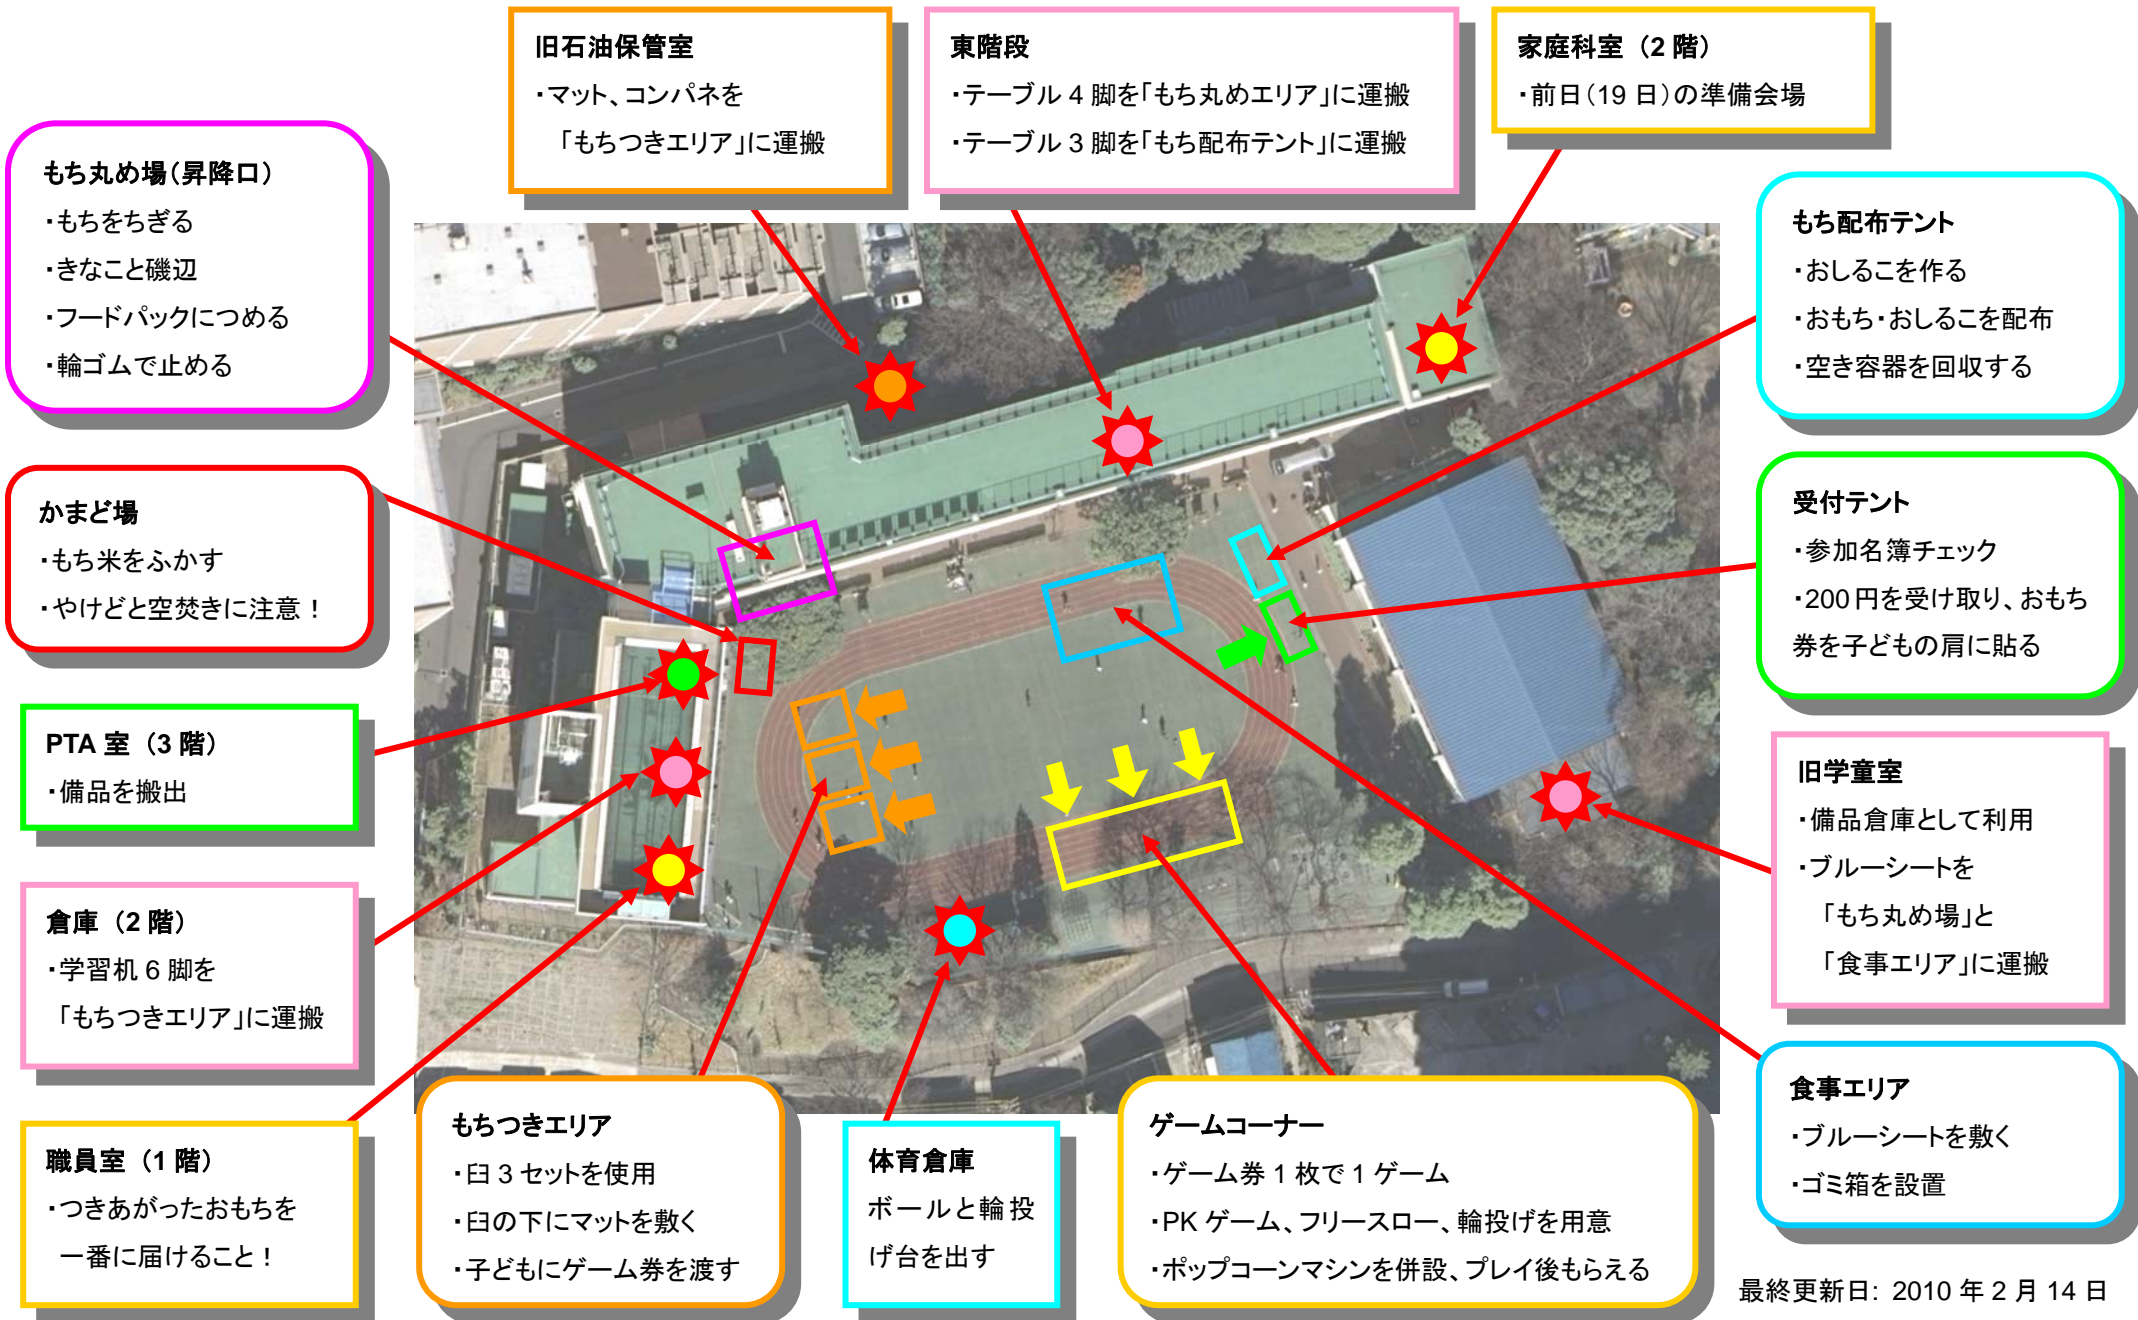 旧石油保管室
・マット、コンパネを
「もちつきエリア」に運搬
東階段
・テーブル 4 脚を「もち丸めエリア」に運搬
・テーブル 3 脚を「もち配布テント」に運搬
家庭科室（2 階）
・前日（19 日）の準備会場
もち丸め場（昇降口）
・もちをちぎる
・きなこと磯辺
・フードパックにつめる
・輪ゴムで止める
もち配布テント
・おしるこを作る
・おもち・おしるこを配布
・空き容器を回収する
かまど場
・もち米をふかす
・やけどと空焚きに注意！
受付テント
・参加名簿チェック
・200 円を受け取り、おもち
券を子どもの肩に貼る
PTA 室（3 階）
・備品を搬出
旧学童室
・備品倉庫として利用
・ブルーシートを
「もち丸め場」と
「食事エリア」に運搬
倉庫（2 階）
・学習机 6 脚を
「もちつきエリア」に運搬
職員室（1 階）
・つきあがったおもちを
一番に届けること！
もちつきエリア
・臼 3 セットを使用
・臼の下にマットを敷く
・子どもにゲーム券を渡す
体育倉庫
ボールと輪投
げ台を出す
ゲームコーナー
・ゲーム券 1 枚で 1 ゲーム
・PK ゲーム、フリースロー、輪投げを用意
・ポップコーンマシンを併設、プレイ後もらえる
食事エリア
・ブルーシートを敷く
・ゴミ箱を設置
最終更新日: 2010 年 2 月 14 日